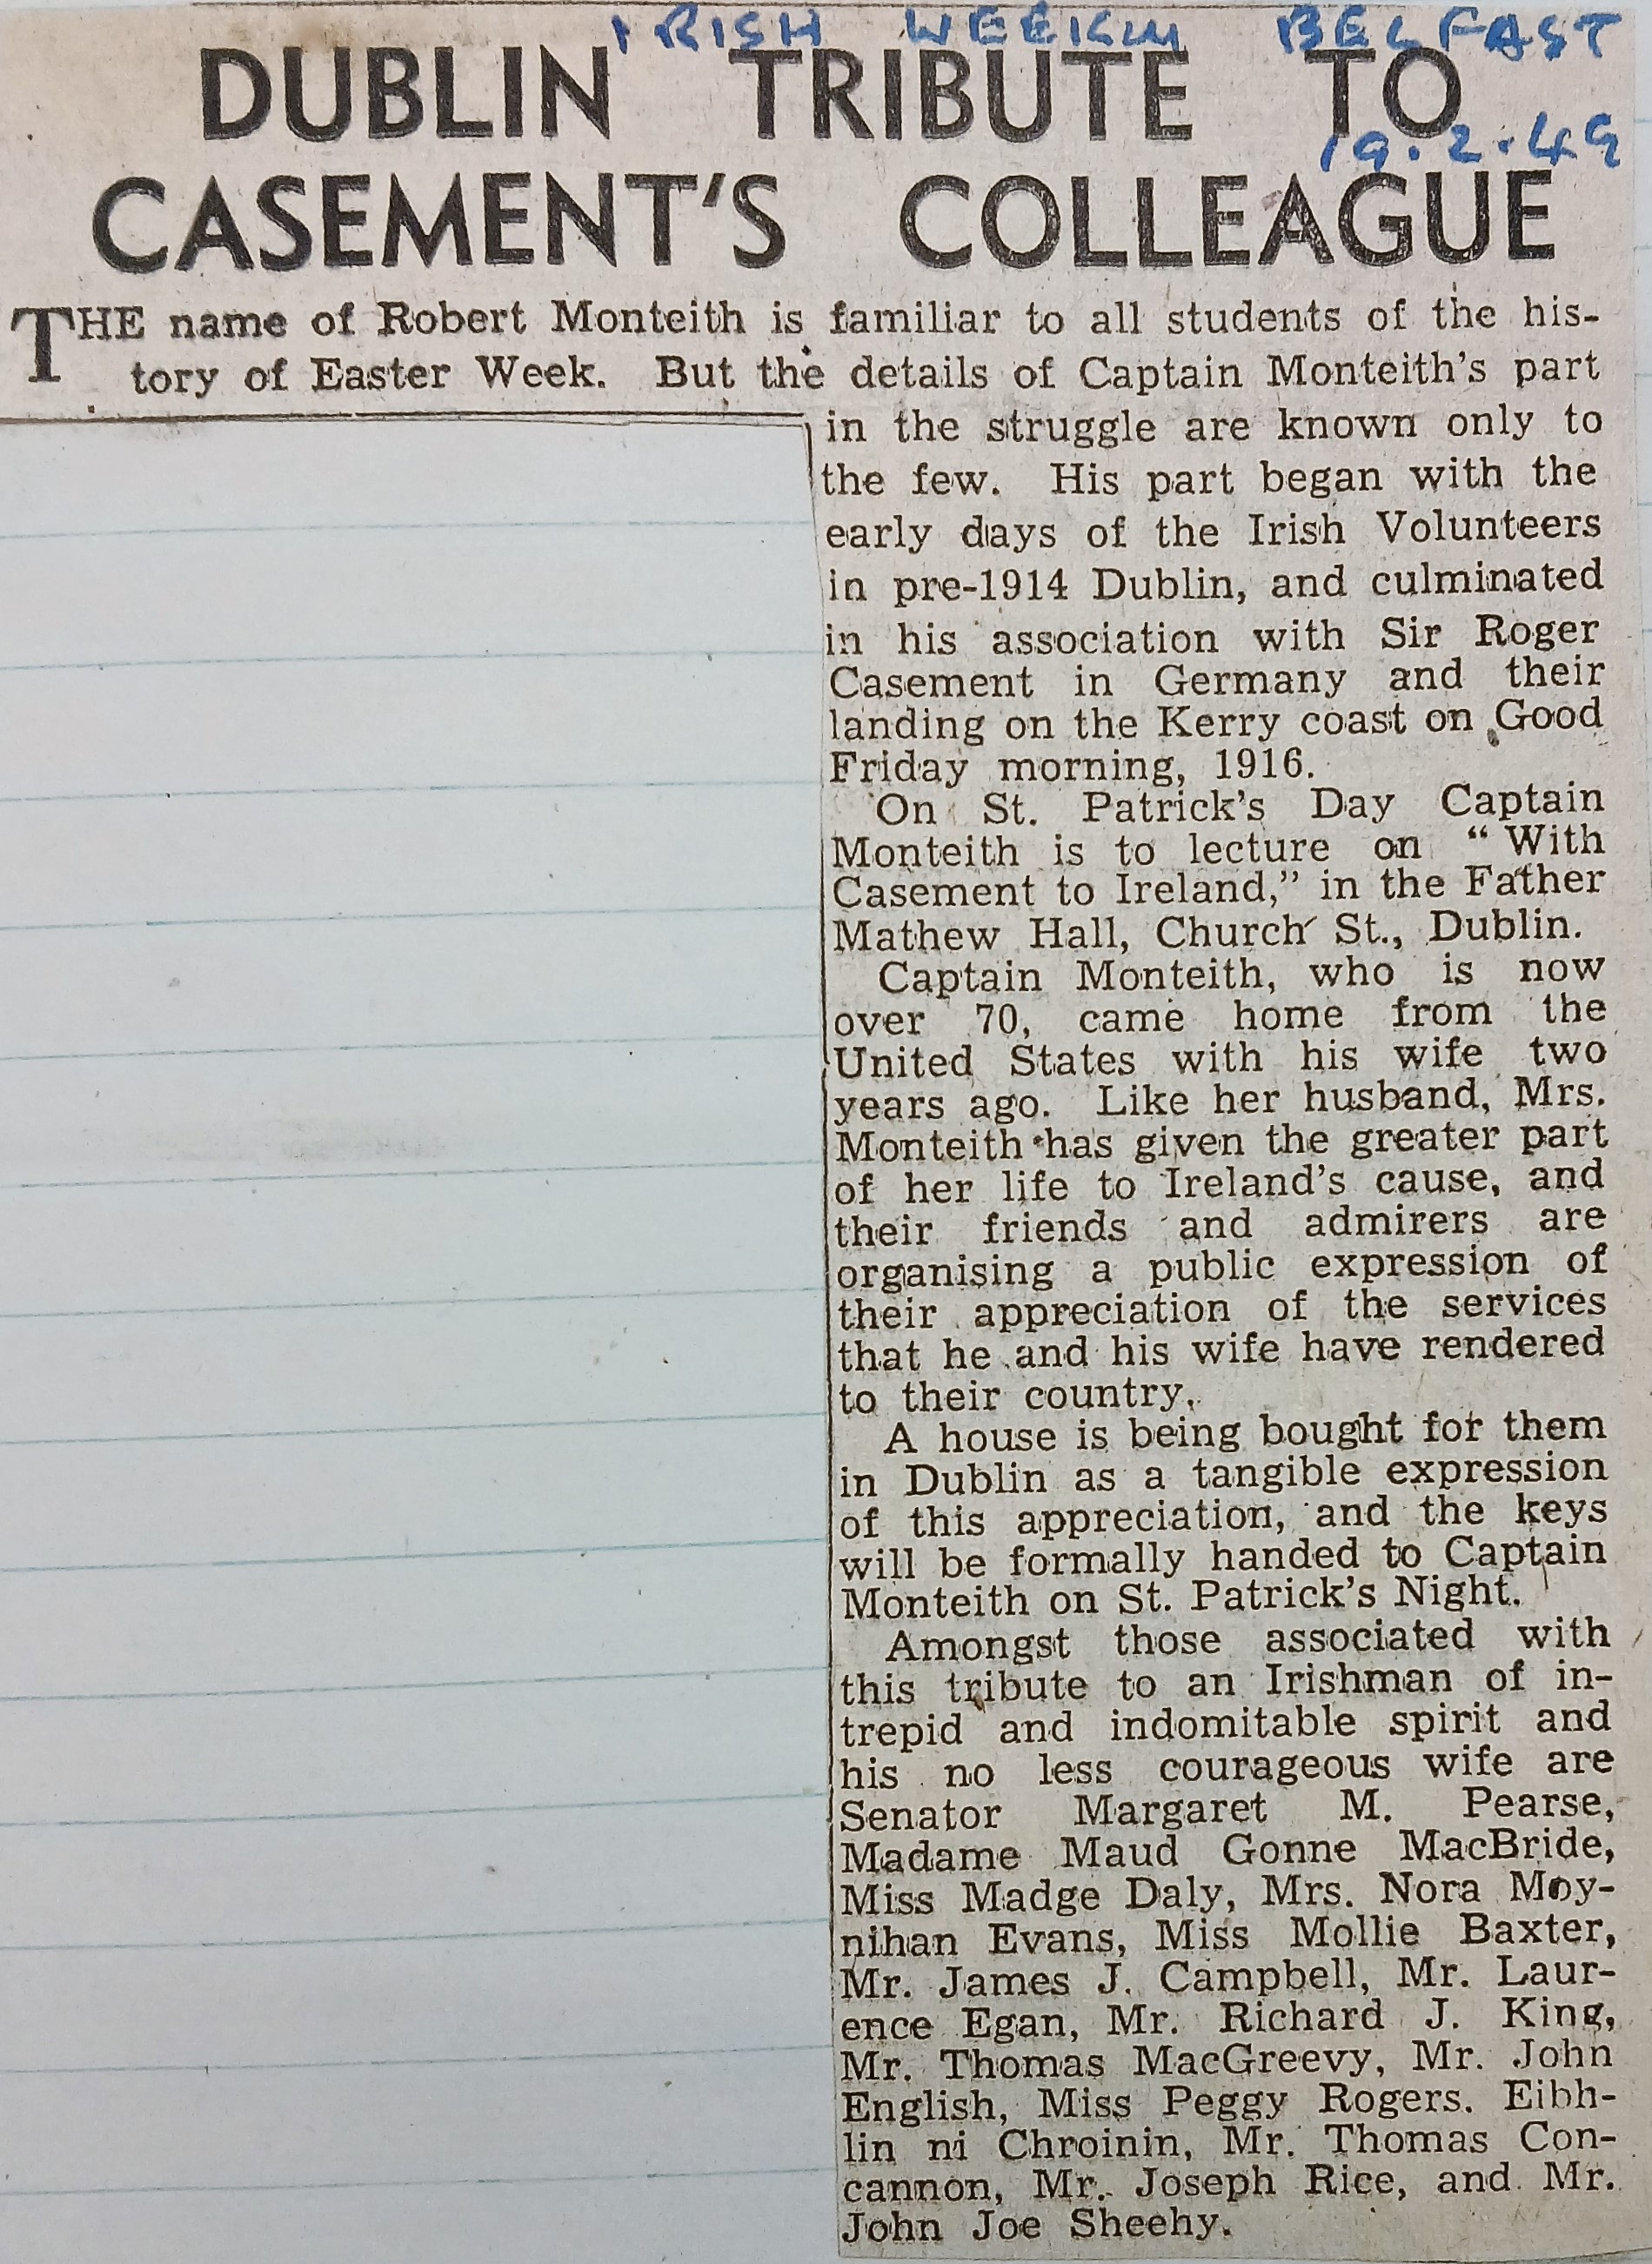 IRISH WEEKLY BELFAST
DUBLIN TRIBUTE TO
19.2.49
CASEMENT'S COLLEAGUE
THE name of Robert Monteith is familiar to all students of the his-
tory of Easter Week. But the details of Captain Monteith's part
in the struggle are known only to
the few. His part began with the
early days of the Irish Volunteers
in pre-1914 Dublin, and culminated
in his association with Sir Roger
Casement in Germany and their
landing on the Kerry coast on Good
Friday morning, 1916.
On St. Patrick's Day Captain
Monteith is to lecture on " With
Casement to Ireland," in the Father
Mathew Hall, Church St., Dublin.
Captain Monteith, who is now
over 70, came home from the
United States with his wife two
years ago. Like her husband, Mrs.
Monteith has given the greater part
of her life to Ireland's cause, and
their friends and admirers are
organising a public expression of
their appreciation of the services
that he and his wife have rendered
to their country.
A house is being bought for them
in Dublin as a tangible expression
of this appreciation, and the keys
will be formally handed to Captain
Monteith on St. Patrick's Night.
Amongst those associated with
this tribute to an Irishman of in-
trepid and indomitable spirit and
his no less courageous wife are
Senator Margaret M. Pearse,
Madame Maud Gonne MacBride,
Miss Madge Daly, Mrs. Nora Moy-
nihan Evans, Miss Mollie Baxter,
Mr. James J. Campbell, Mr. Laur-
ence Egan, Mr. Richard J. King,
Mr. Thomas MacGreevy, Mr. John
English, Miss Peggy Rogers. Eibh-
lin ni Chroinin, Mr. Thomas Con-
cannon, Mr. Joseph Rice, and Mr.
John Joe Sheehy.